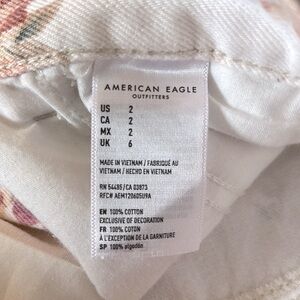 AMERICAN EAGLE
OUTFITTERS
US 2
CA 2
MX 2
UK 6
MADE IN VIETNAM / FABRIQUÉ AU
VIETNAM / HECHO EN VIETNAM
RN 54485/CA 03873
RFC# AEM120605U9A
EN 100% COTTON
EXCLUSIVE OF DECORATION
FR 100% COTON
À L'EXCEPTION DE LA GARNITURE
SP 100% algodón